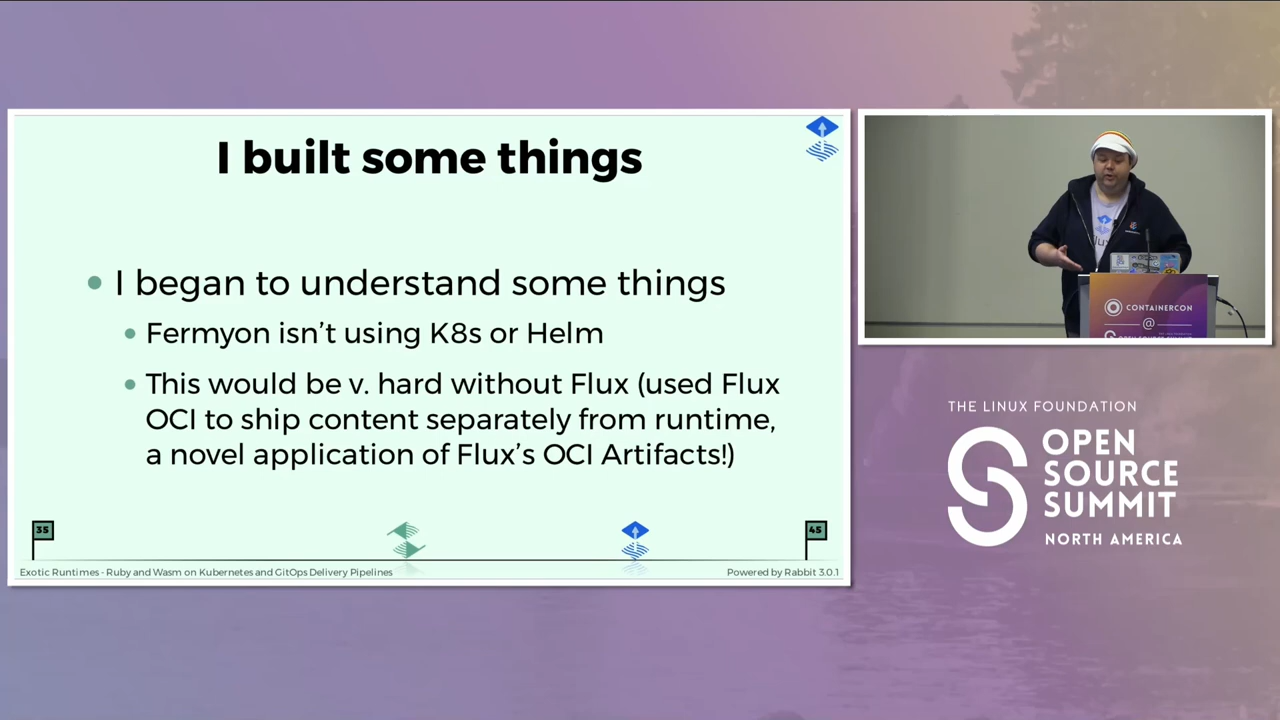 I built some things
I began to understand some things
Fermyon isn't using K8s or Helm
This would be v. hard without Flux (used Flux
OCI to ship content separately from runtime,
a novel application of Flux's OCI Artifacts!)
35
45
Exotic Runtimes - Ruby and Wasm on Kubernetes and GitOps Delivery Pipelines
Powered by Rabbit 3.0.1
CONTAINERCON
@
THE LINUX FOUNDATION
OPEN
SOURCE
SUMMIT
NORTH AMERICA